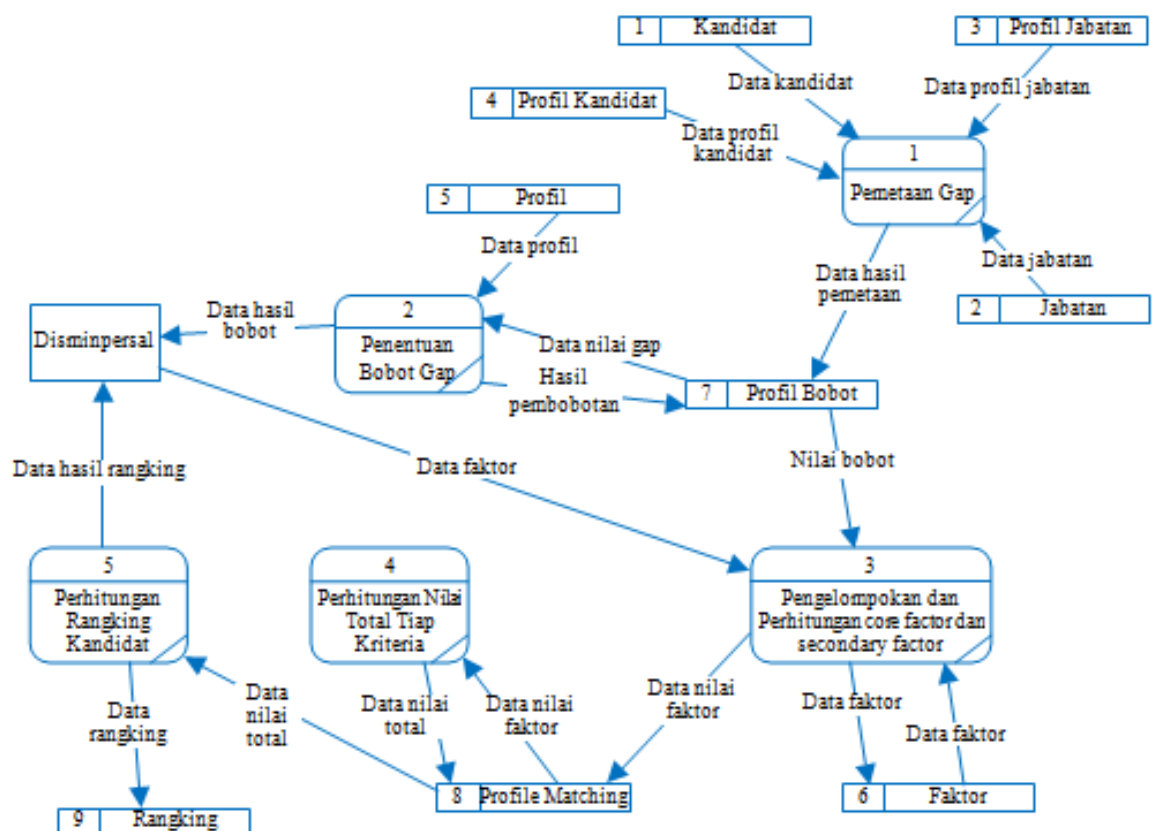 1 Kandidat
3 Profil Jabatan
Data kandidat
Data profil jabatan
4 Profil Kandidat
Data profil
kandidat
1
Pemetaan Gap
5 Profil
Data profil
Data jabatan
2 Jabatan
Data hasil
pemetaan
Data hasil
bobot
2
Penentuan
Bobot Gap
Disminpersal
Data nilai gap
Hasil
pembobotan
7 Profil Bobot
Data hasil rangking
Data faktor
Nilai bobot
5
Perhitungan
Rangking
Kandidat
4
Perhitungan Nilai
Total Tiap
Kriteria
3
Pengelompokan dan
Perhitungan core factor dan
secondary factor
Data
rangking
Data
nilai
total
Data nilai
total
Data nilai
faktor
Data nilai
faktor
Data faktor
Data faktor
8 Profile Matching
6 Faktor
9 Rangking